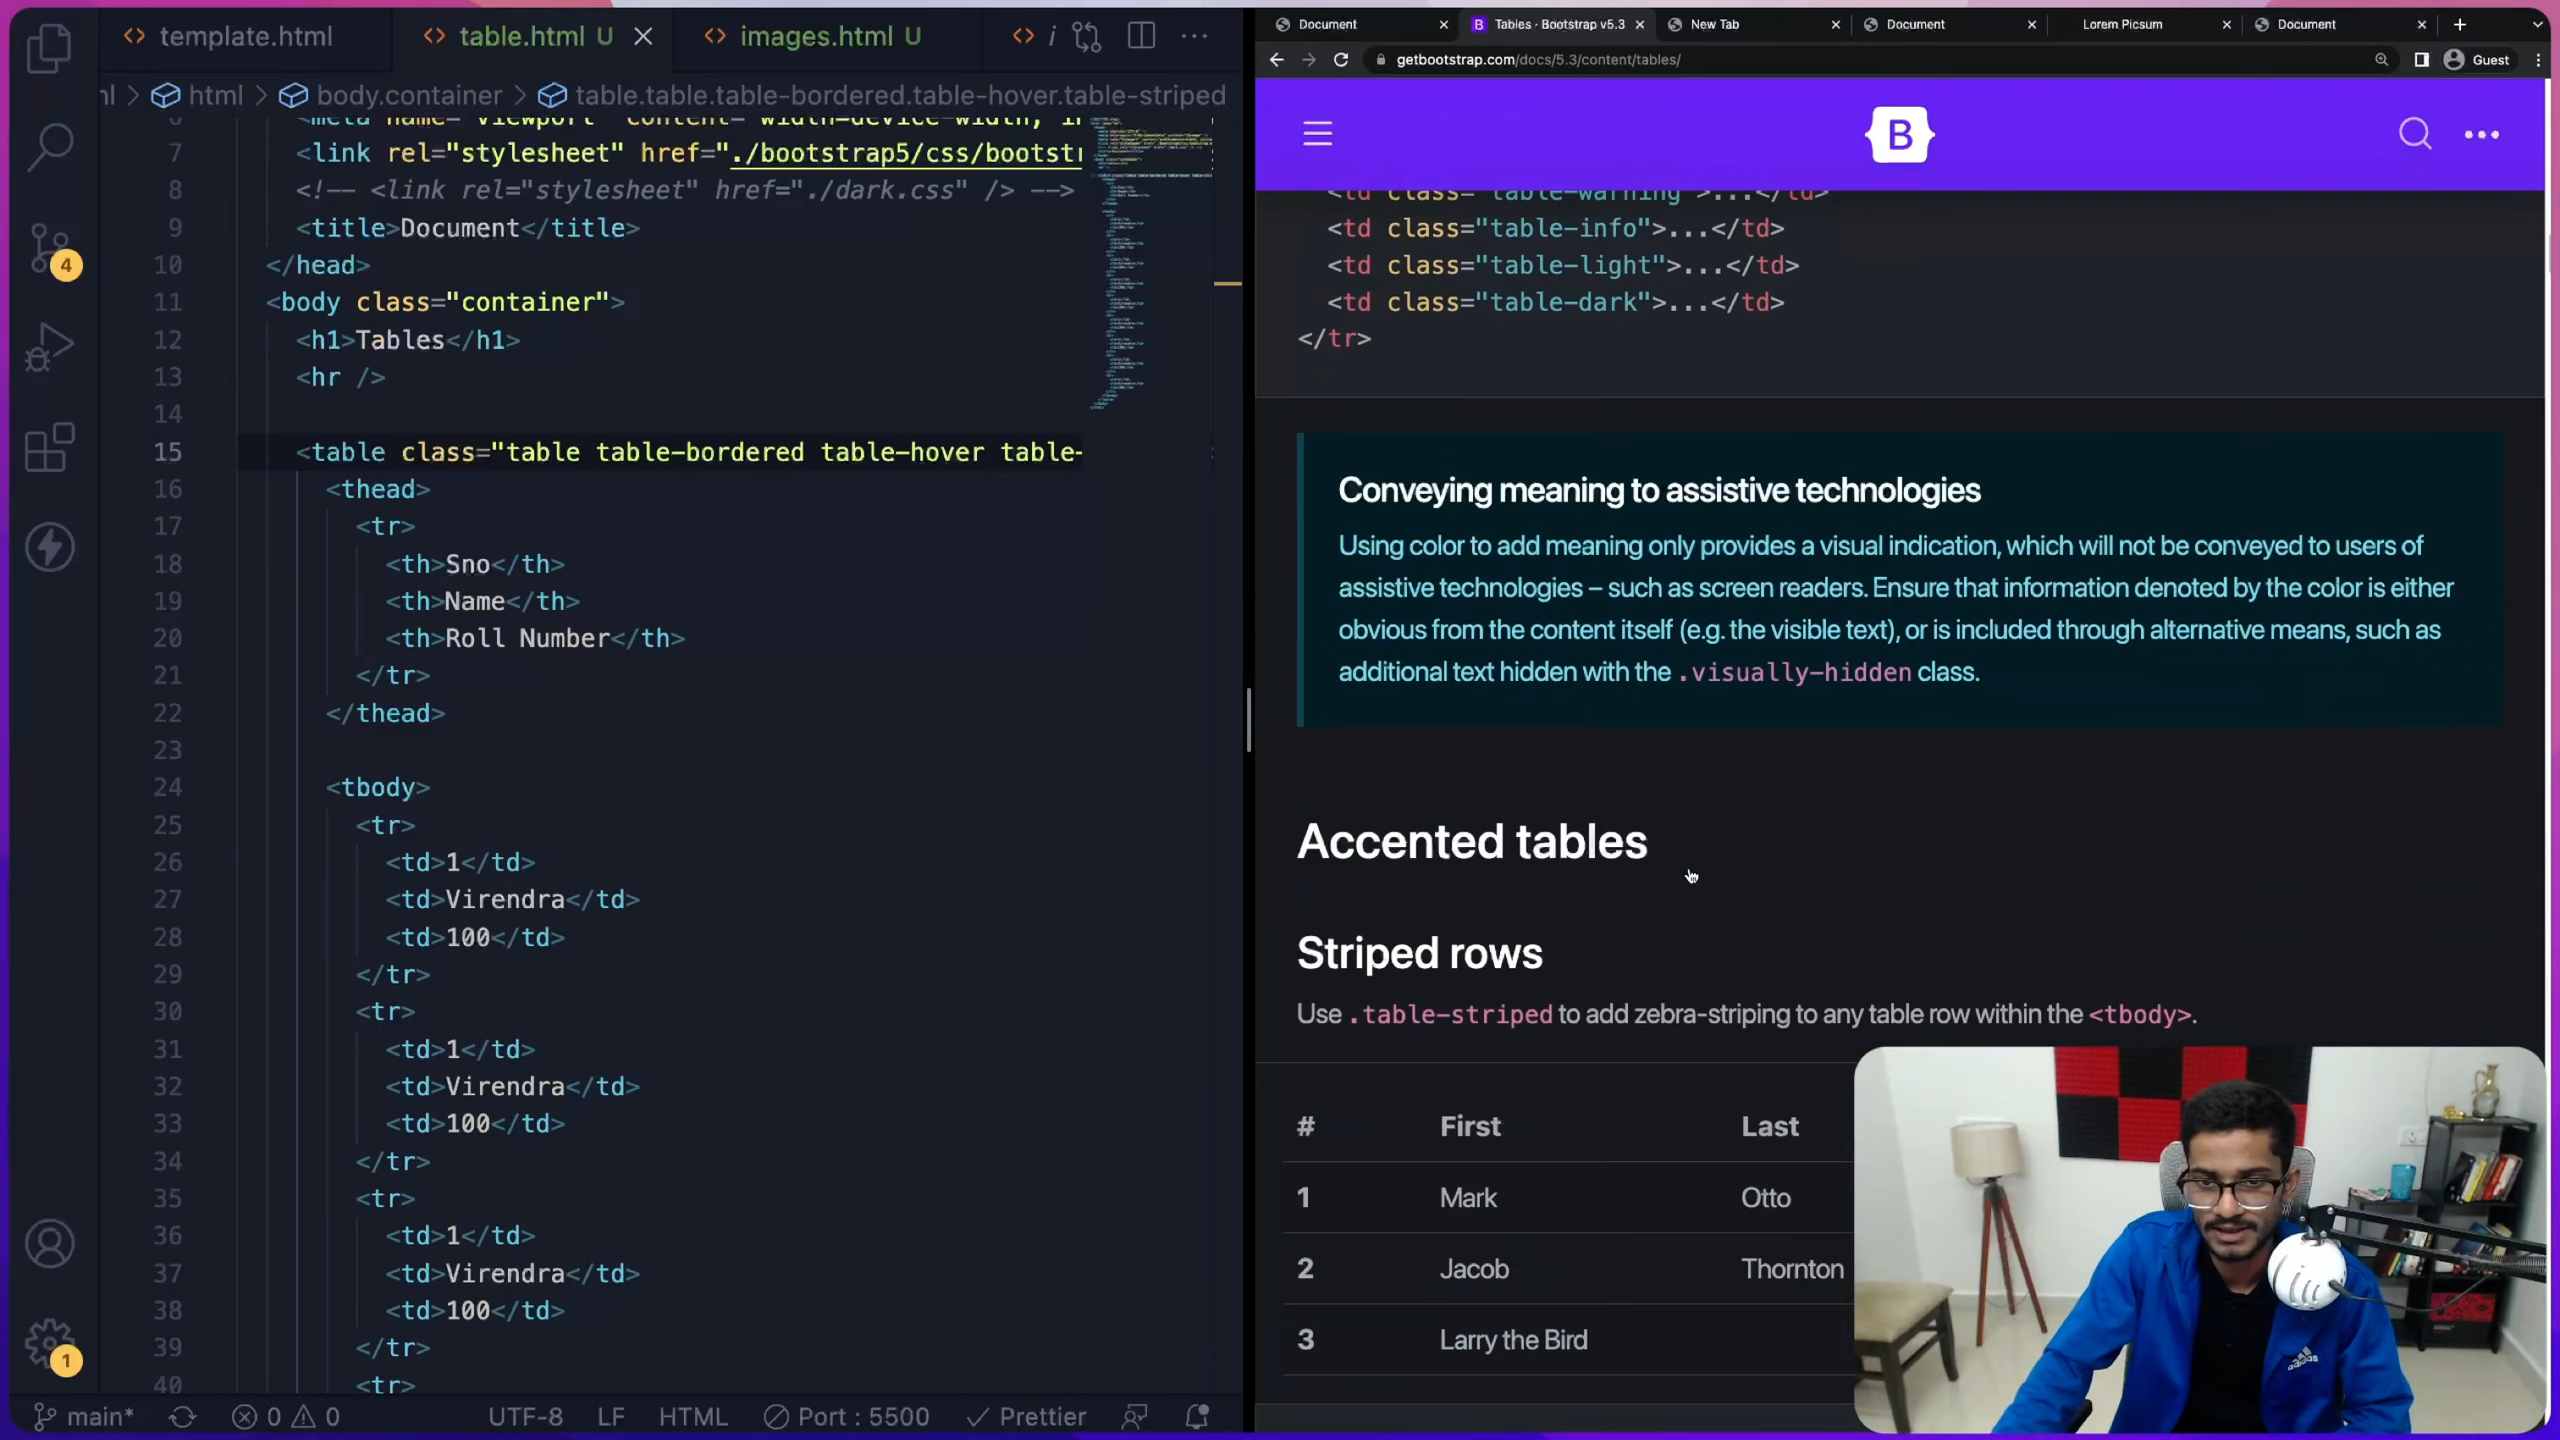 template.html
table.html U
images.html U
html
body.container
table.table.table-bordered.table-hover.table-striped
7 <link rel="stylesheet" href="./bootstrap5/css/bootstr
8 <!-- <link rel="stylesheet" href="./dark.css" /> -->
9 <title>Document</title>
10 </head>
11 <body class="container">
12 <h1>Tables</h1>
13 <hr />
14
15 <table class="table table-bordered table-hover table-
16 <thead>
17 <tr>
18 <th>Sno</th>
19 <th>Name</th>
20 <th>Roll Number</th>
21 </tr>
22 </thead>
23
24 <tbody>
25 <tr>
26 <td>1</td>
27 <td>Virendra</td>
28 <td>100</td>
29 </tr>
30 <tr>
31 <td>1</td>
32 <td>Virendra</td>
33 <td>100</td>
34 </tr>
35 <tr>
36 <td>1</td>
37 <td>Virendra</td>
38 <td>100</td>
39 </tr>
40 <tr>
4
1
main*
0 0
UTF-8
LF
HTML
Port : 5500
Prettier
Document
Tables · Bootstrap v5.3
New Tab
Document
Lorem Picsum
Document
getbootstrap.com/docs/5.3/content/tables/
Guest
B
<td class="table-warning">...</td>
<td class="table-info">...</td>
<td class="table-light">...</td>
<td class="table-dark">...</td>
</tr>
Conveying meaning to assistive technologies
Using color to add meaning only provides a visual indication, which will not be conveyed to users of
assistive technologies – such as screen readers. Ensure that information denoted by the color is either
obvious from the content itself (e.g. the visible text), or is included through alternative means, such as
additional text hidden with the .visually-hidden class.
Accented tables
Striped rows
Use .table-striped to add zebra-striping to any table row within the <tbody>.
# First Last
1 Mark Otto
2 Jacob Thornton
3 Larry the Bird
adidas